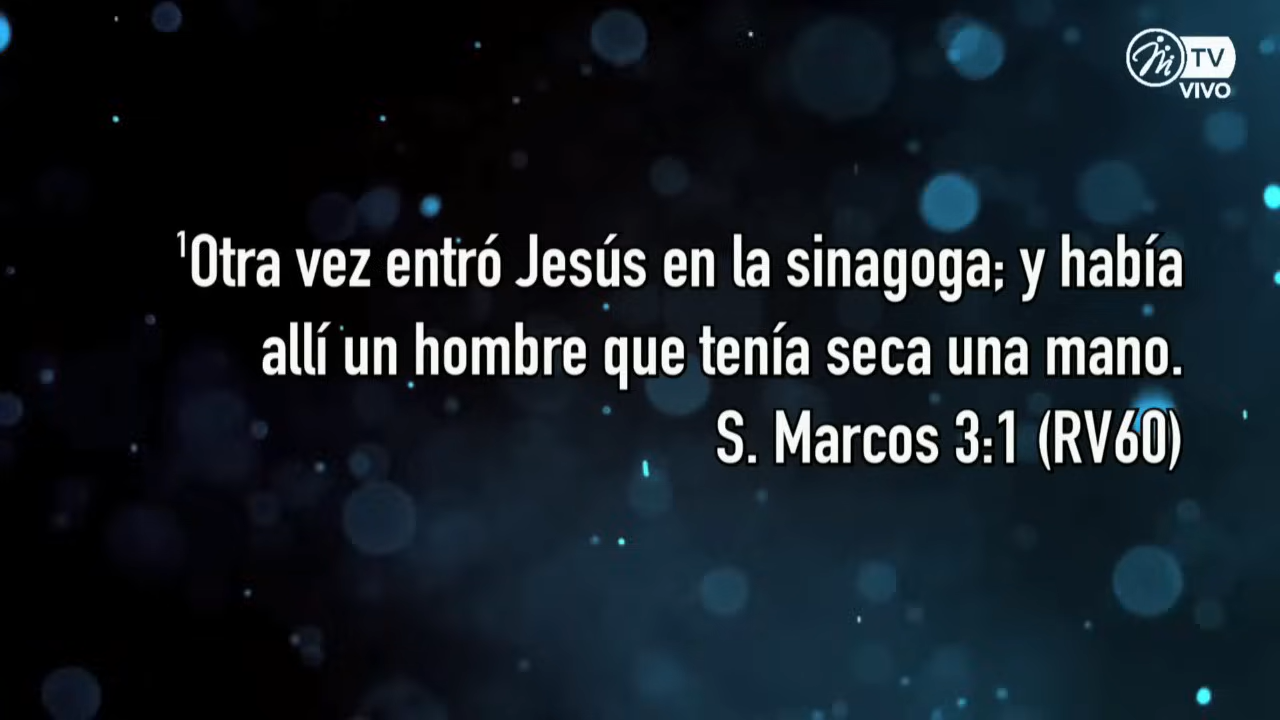 TV
VIVO
¹Otra vez entró Jesús en la sinagoga; y había
allí un hombre que tenía seca una mano.
S. Marcos 3:1 (RV60)